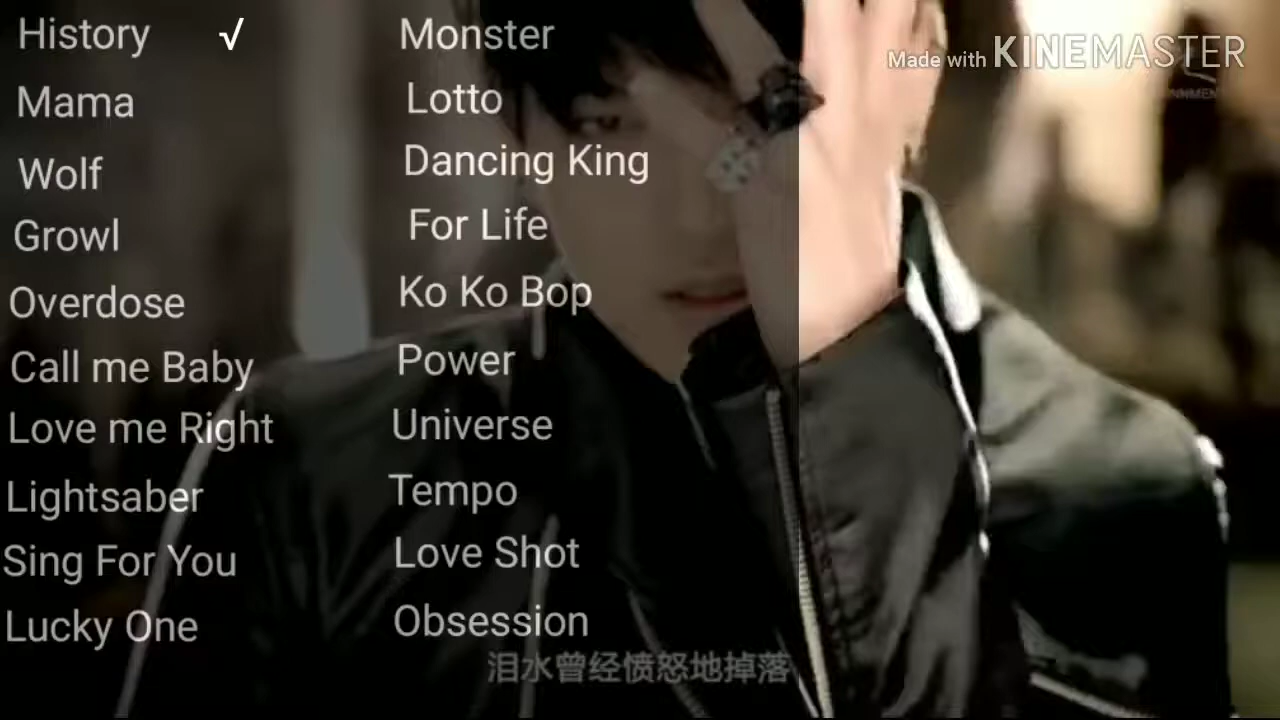 History √
Mama
Wolf
Growl
Overdose
Call me Baby
Love me Right
Lightsaber
Sing For You
Lucky One
Monster
Lotto
Dancing King
For Life
Ko Ko Bop
Power
Universe
Tempo
Love Shot
Obsession
Made with KINEMASTER
泪水曾经愤怒地掉落